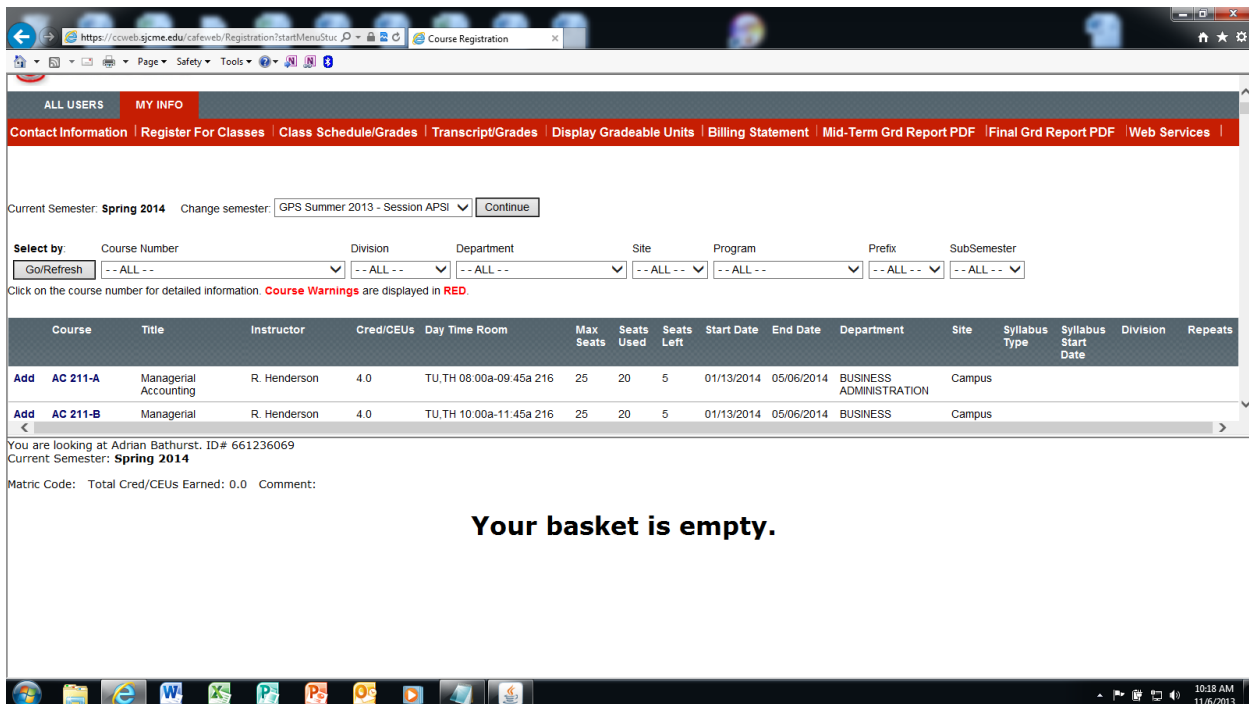 https://ccweb.sjcme.edu/cafeweb/Registration?startMenuStuc
Course Registration
Page Safety Tools
ALL USERS MY INFO
Contact Information | Register For Classes | Class Schedule/Grades | Transcript/Grades | Display Gradeable Units | Billing Statement | Mid-Term Grd Report PDF | Final Grd Report PDF | Web Services |
Current Semester: Spring 2014 Change semester: GPS Summer 2013 - Session APSI Continue
Select by: Course Number Division Department Site Program Prefix SubSemester
Go/Refresh - - ALL - - - - ALL - - - - ALL - - - - ALL - - - - ALL - - - - ALL - - - - ALL - -
Click on the course number for detailed information. Course Warnings are displayed in RED.
Course Title Instructor Cred/CEUs Day Time Room Max Seats Seats Used Seats Left Start Date End Date Department Site Syllabus Type Syllabus Start Date Division Repeats
Add AC 211-A Managerial Accounting R. Henderson 4.0 TU,TH 08:00a-09:45a 216 25 20 5 01/13/2014 05/06/2014 BUSINESS ADMINISTRATION Campus
Add AC 211-B Managerial R. Henderson 4.0 TU,TH 10:00a-11:45a 216 25 20 5 01/13/2014 05/06/2014 BUSINESS Campus
You are looking at Adrian Bathurst. ID# 661236069
Current Semester: Spring 2014
Matric Code: Total Cred/CEUs Earned: 0.0 Comment:
Your basket is empty.
10:18 AM
11/6/2013